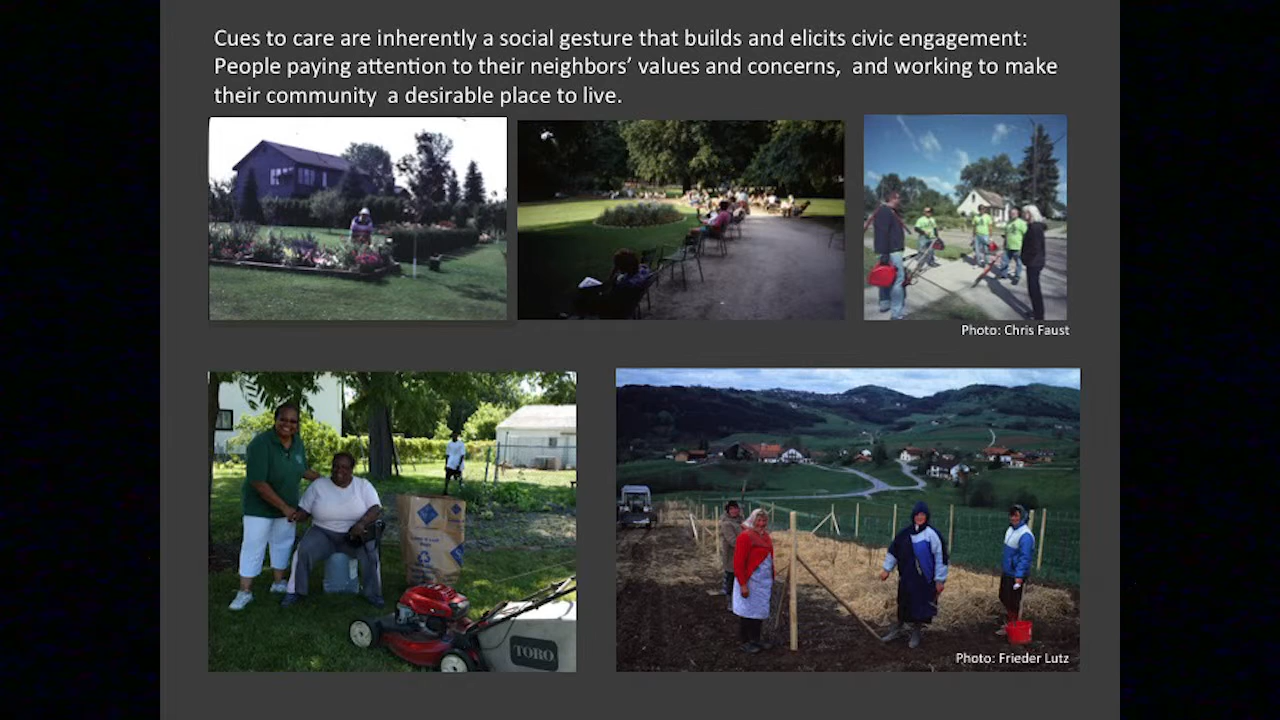 Cues to care are inherently a social gesture that builds and elicits civic engagement:
People paying attention to their neighbors’ values and concerns,  and working to make
their community  a desirable place to live.
Photo: Chris Faust
TORO
Photo: Frieder Lutz